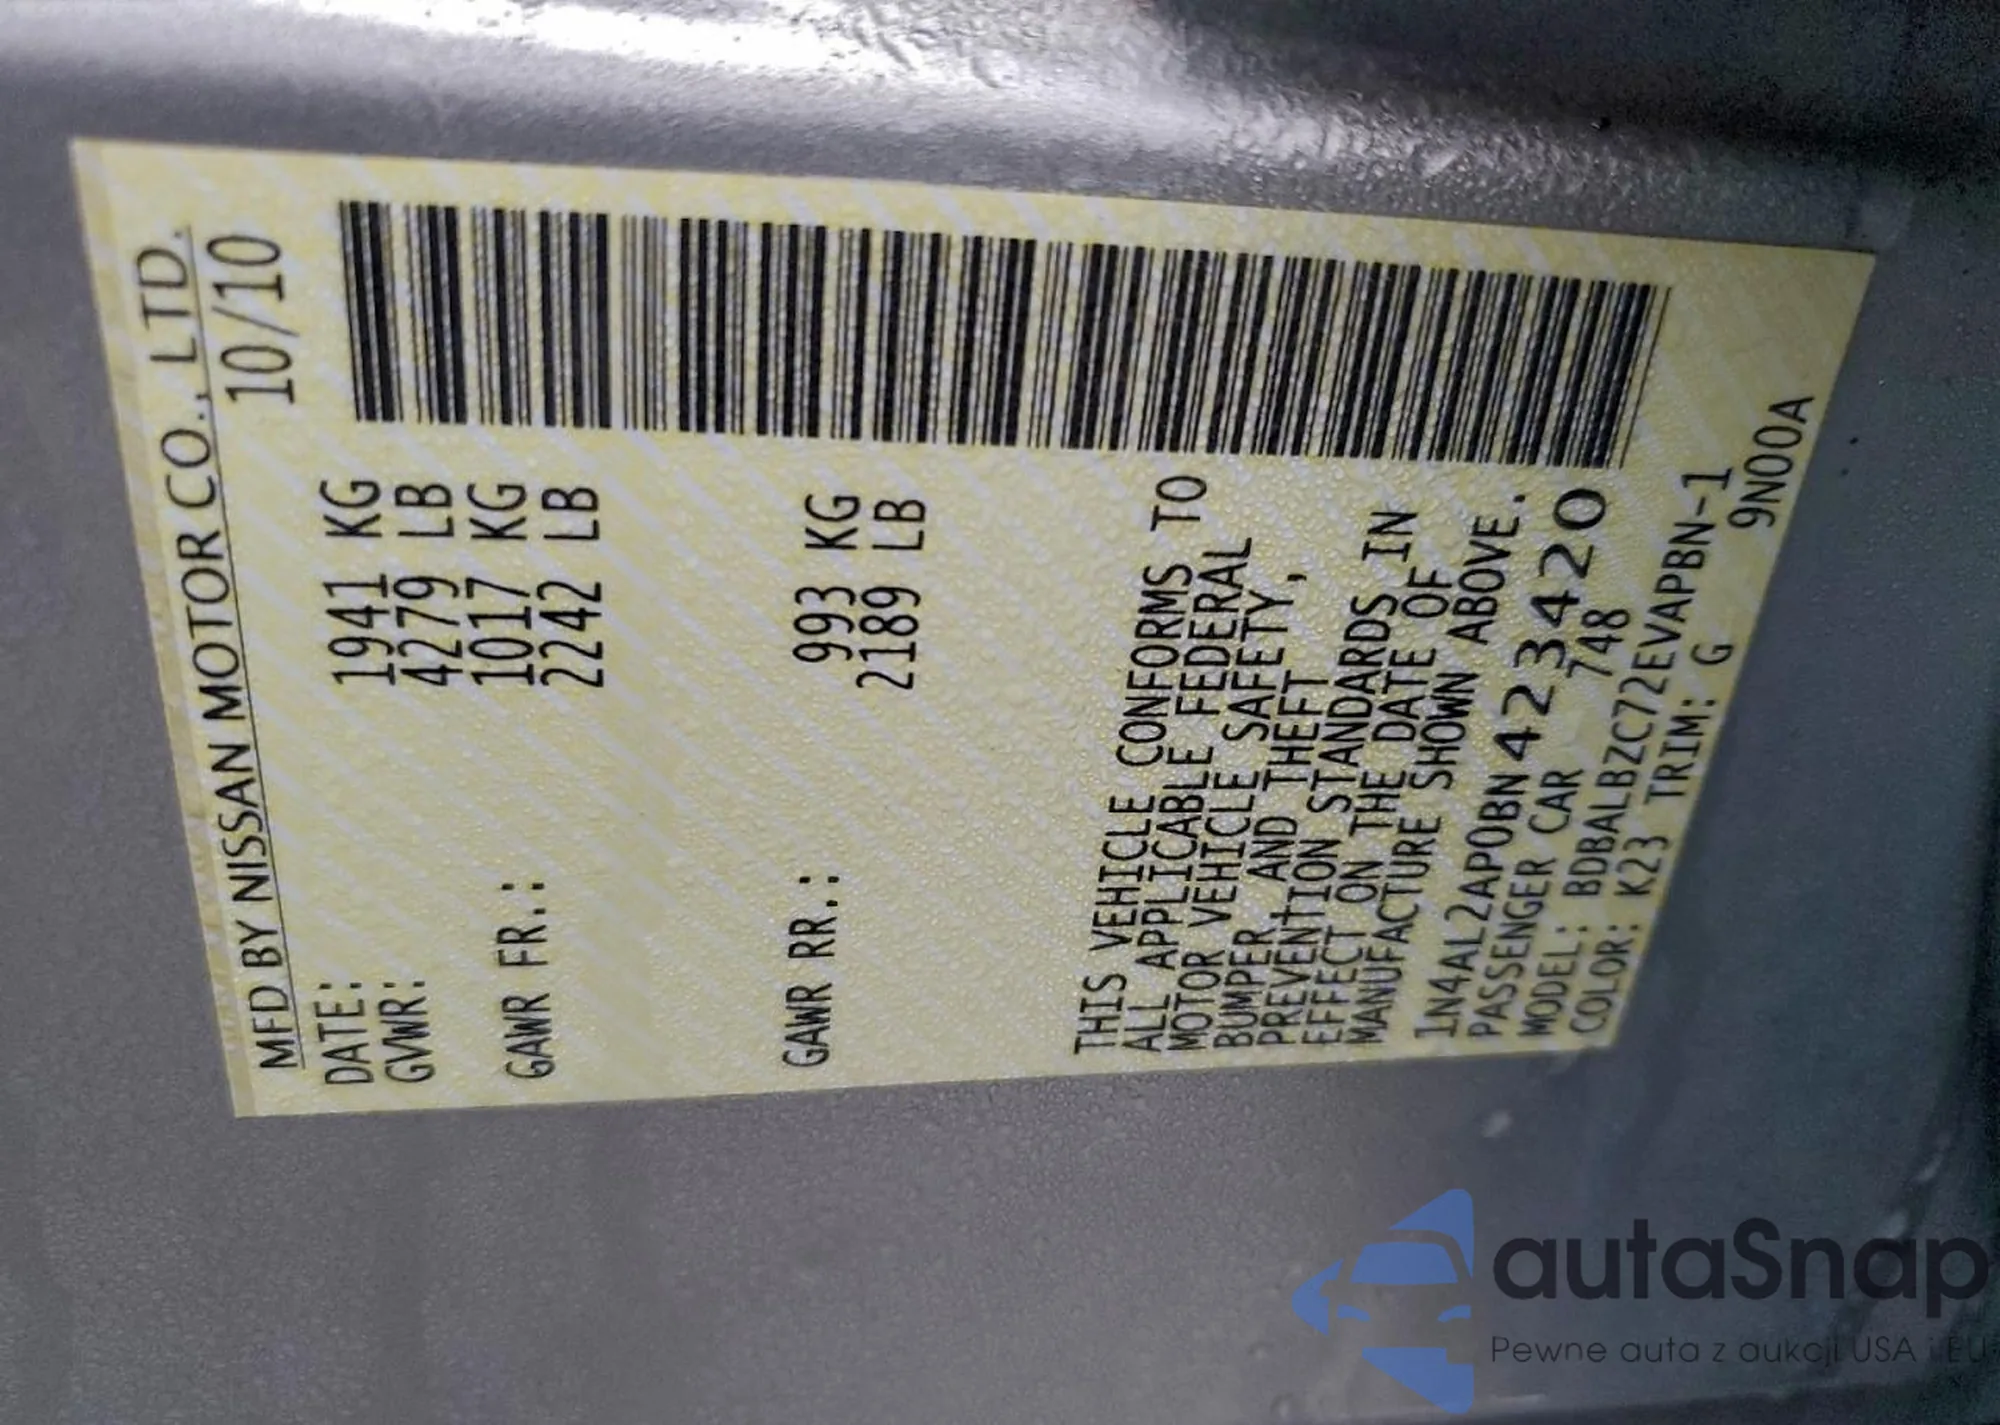 MFD BY NISSAN MOTOR CO., LTD.
DATE: 10/10
GVWR: 1941 KG
4279 LB
GAWR FR.: 1017 KG
2242 LB
GAWR RR.: 993 KG
2189 LB
THIS VEHICLE CONFORMS TO
ALL APPLICABLE FEDERAL
MOTOR VEHICLE SAFETY,
BUMPER, AND THEFT
PREVENTION STANDARDS IN
EFFECT ON THE DATE OF
MANUFACTURE SHOWN ABOVE.
1N4AL2AP0BN423420
PASSENGER CAR 748
MODEL: BDBALBZC72EVAPBN-1
COLOR: K23 TRIM: G 9N00A
autaSnap
Pewne auta z aukcji USA i EU